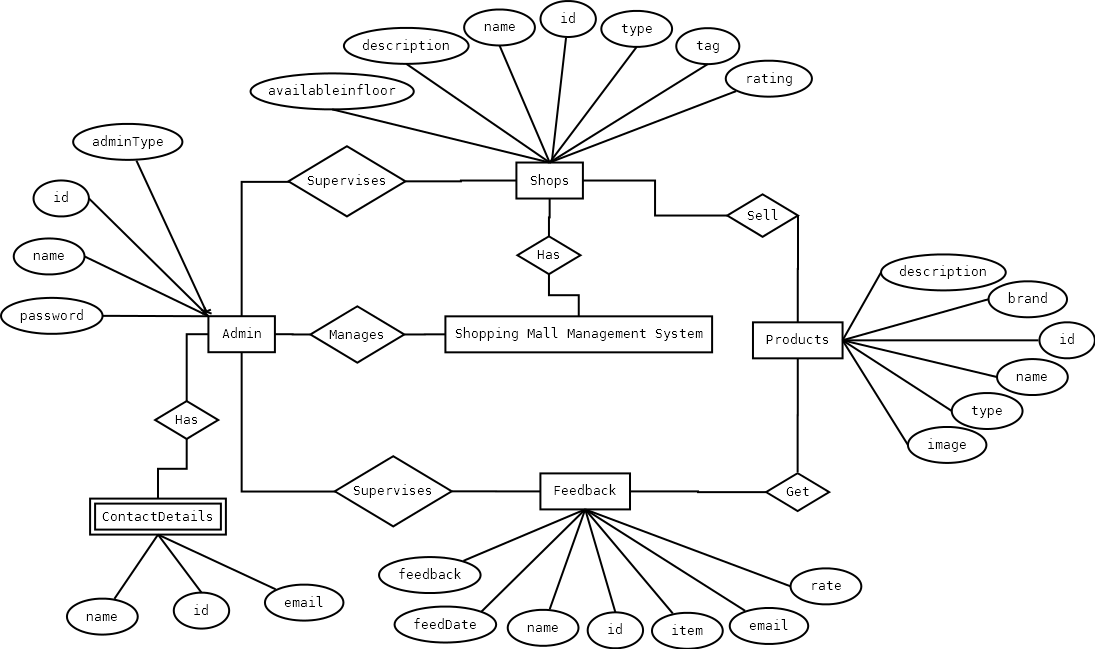 id
name
type
description
tag
rating
availableinfloor
adminType
Supervises
Shops
id
Sell
name
Has
description
brand
password
Admin
Manages
Shopping Mall Management System
Products
id
name
type
Has
image
Supervises
Feedback
Get
ContactDetails
feedback
rate
name
id
email
feedDate
name
id
item
email